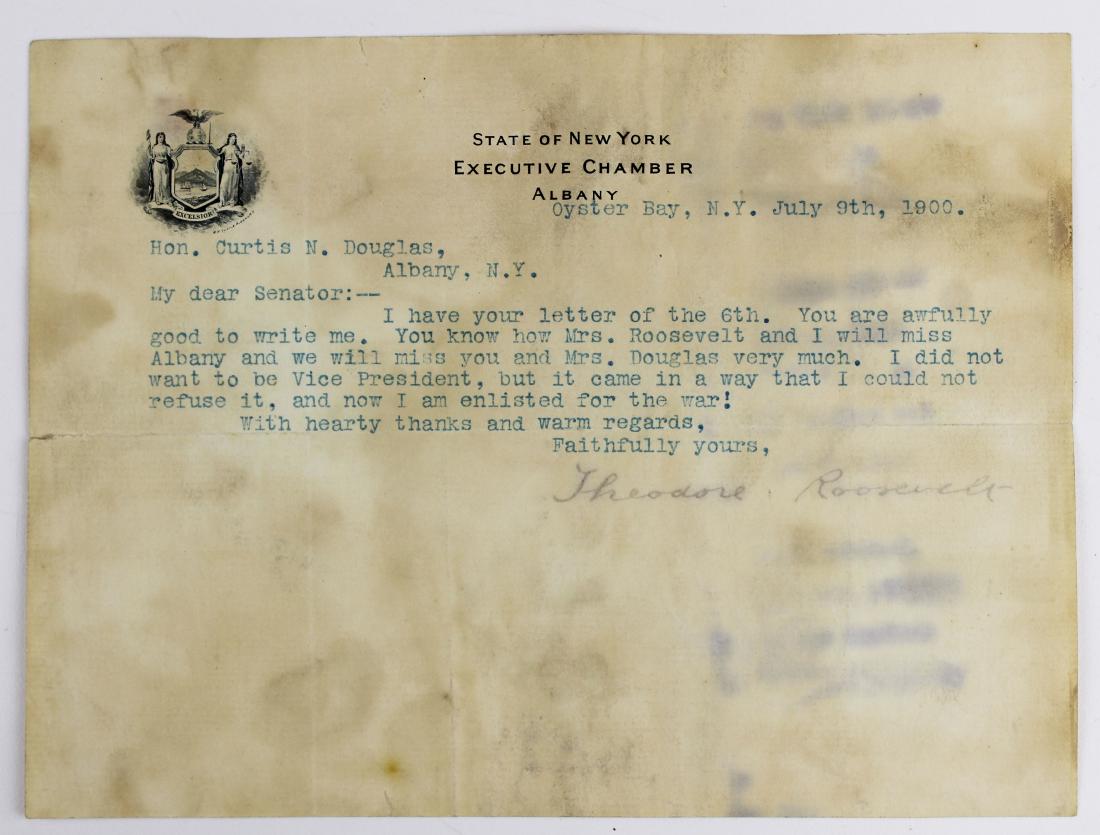 EXCELSIOR
STATE OF NEW YORK
EXECUTIVE CHAMBER
ALBANY
Oyster Bay, N.Y. July 9th, 1900.
Hon. Curtis N. Douglas,
Albany, N.Y.
My dear Senator:--
I have your letter of the 6th. You are awfully
good to write me. You know how Mrs. Roosevelt and I will miss
Albany and we will miss you and Mrs. Douglas very much. I did not
want to be Vice President, but it came in a way that I could not
refuse it, and now I am enlisted for the war!
With hearty thanks and warm regards,
Faithfully yours,
Theodore Roosevelt